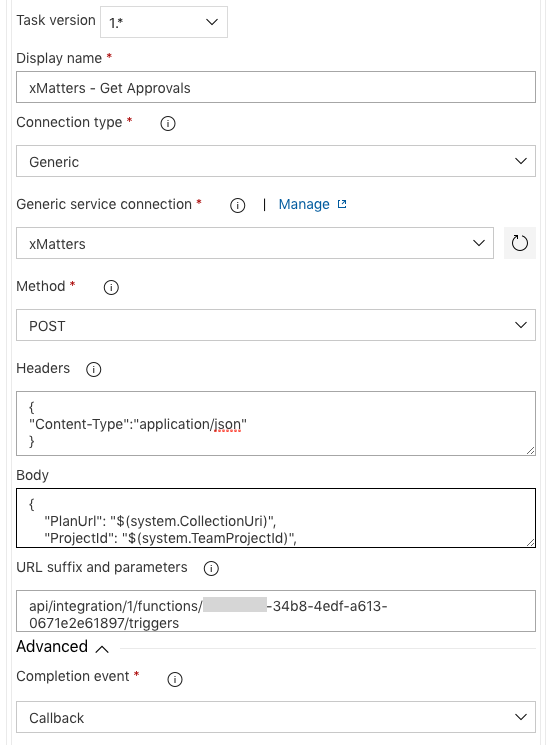 Task version 1.*
Display name *
xMatters - Get Approvals
Connection type *
Generic
Generic service connection * | Manage
xMatters
Method *
POST
Headers
{
"Content-Type":"application/json"
}
Body
{
"PlanUrl": "$(system.CollectionUri)",
"ProjectId": "$(system.TeamProjectId)",
URL suffix and parameters
api/integration/1/functions/ -34b8-4edf-a613-
0671e2e61897/triggers
Advanced
Completion event *
Callback